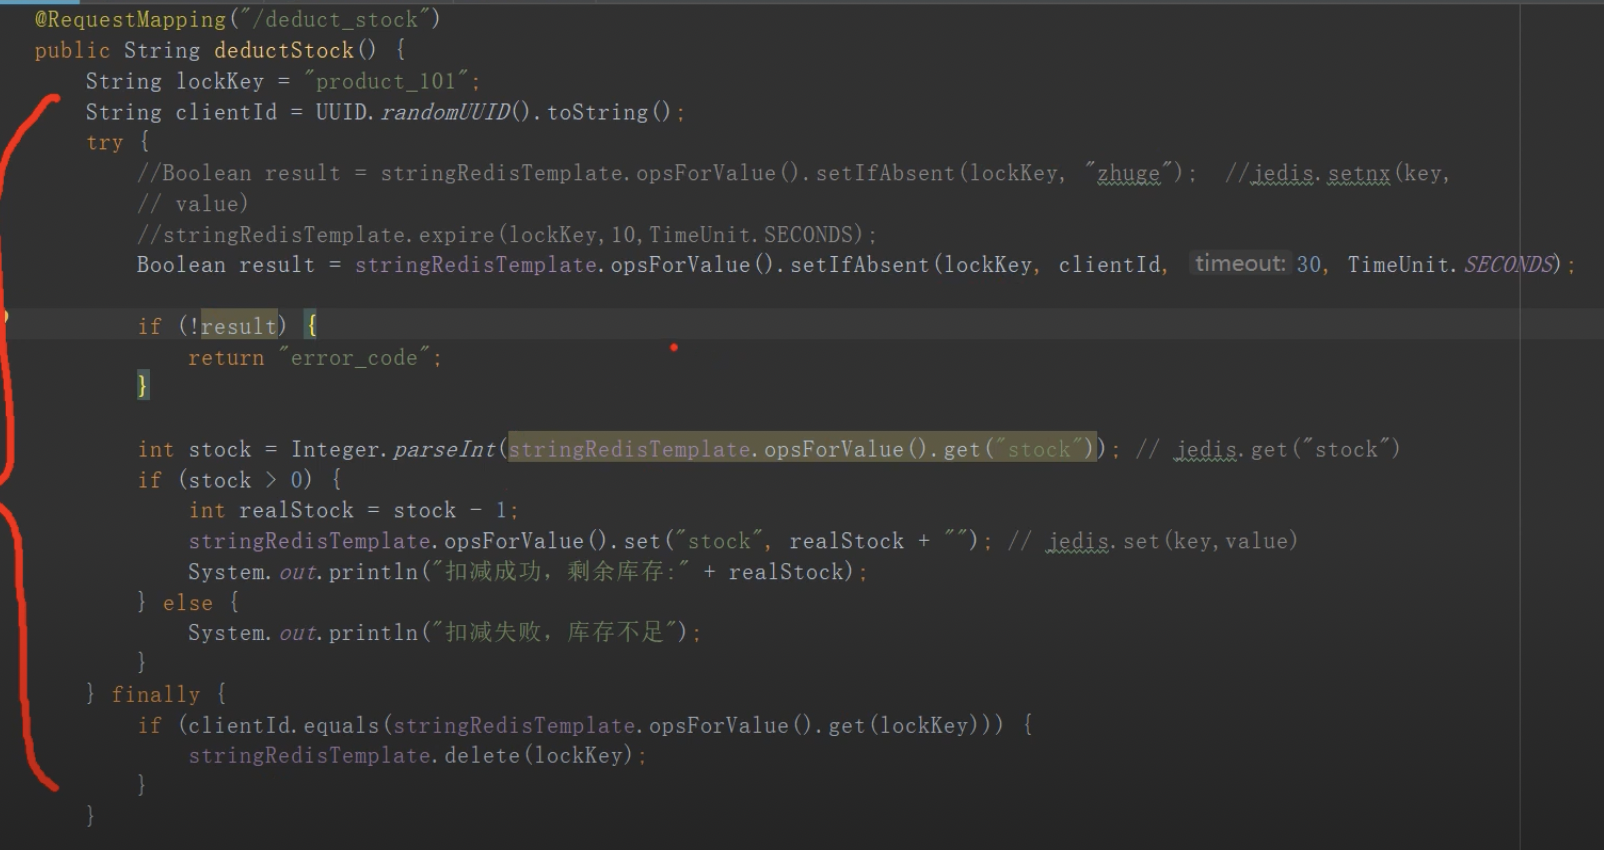 @RequestMapping("/deduct_stock")
public String deductStock() {
String lockKey = "product_101";
String clientId = UUID.randomUUID().toString();
try {
//Boolean result = stringRedisTemplate.opsForValue().setIfAbsent(lockKey, "zhuge"); //jedis.setnx(key,
// value)
//stringRedisTemplate.expire(lockKey,10,TimeUnit.SECONDS);
Boolean result = stringRedisTemplate.opsForValue().setIfAbsent(lockKey, clientId, timeout: 30, TimeUnit.SECONDS);
if (!result) {
return "error_code";
}
int stock = Integer.parseInt(stringRedisTemplate.opsForValue().get("stock")); // jedis.get("stock")
if (stock > 0) {
int realStock = stock - 1;
stringRedisTemplate.opsForValue().set("stock", realStock + ""); // jedis.set(key,value)
System.out.println("扣减成功，剩余库存:" + realStock);
} else {
System.out.println("扣减失败，库存不足");
}
} finally {
if (clientId.equals(stringRedisTemplate.opsForValue().get(lockKey))) {
stringRedisTemplate.delete(lockKey);
}
}